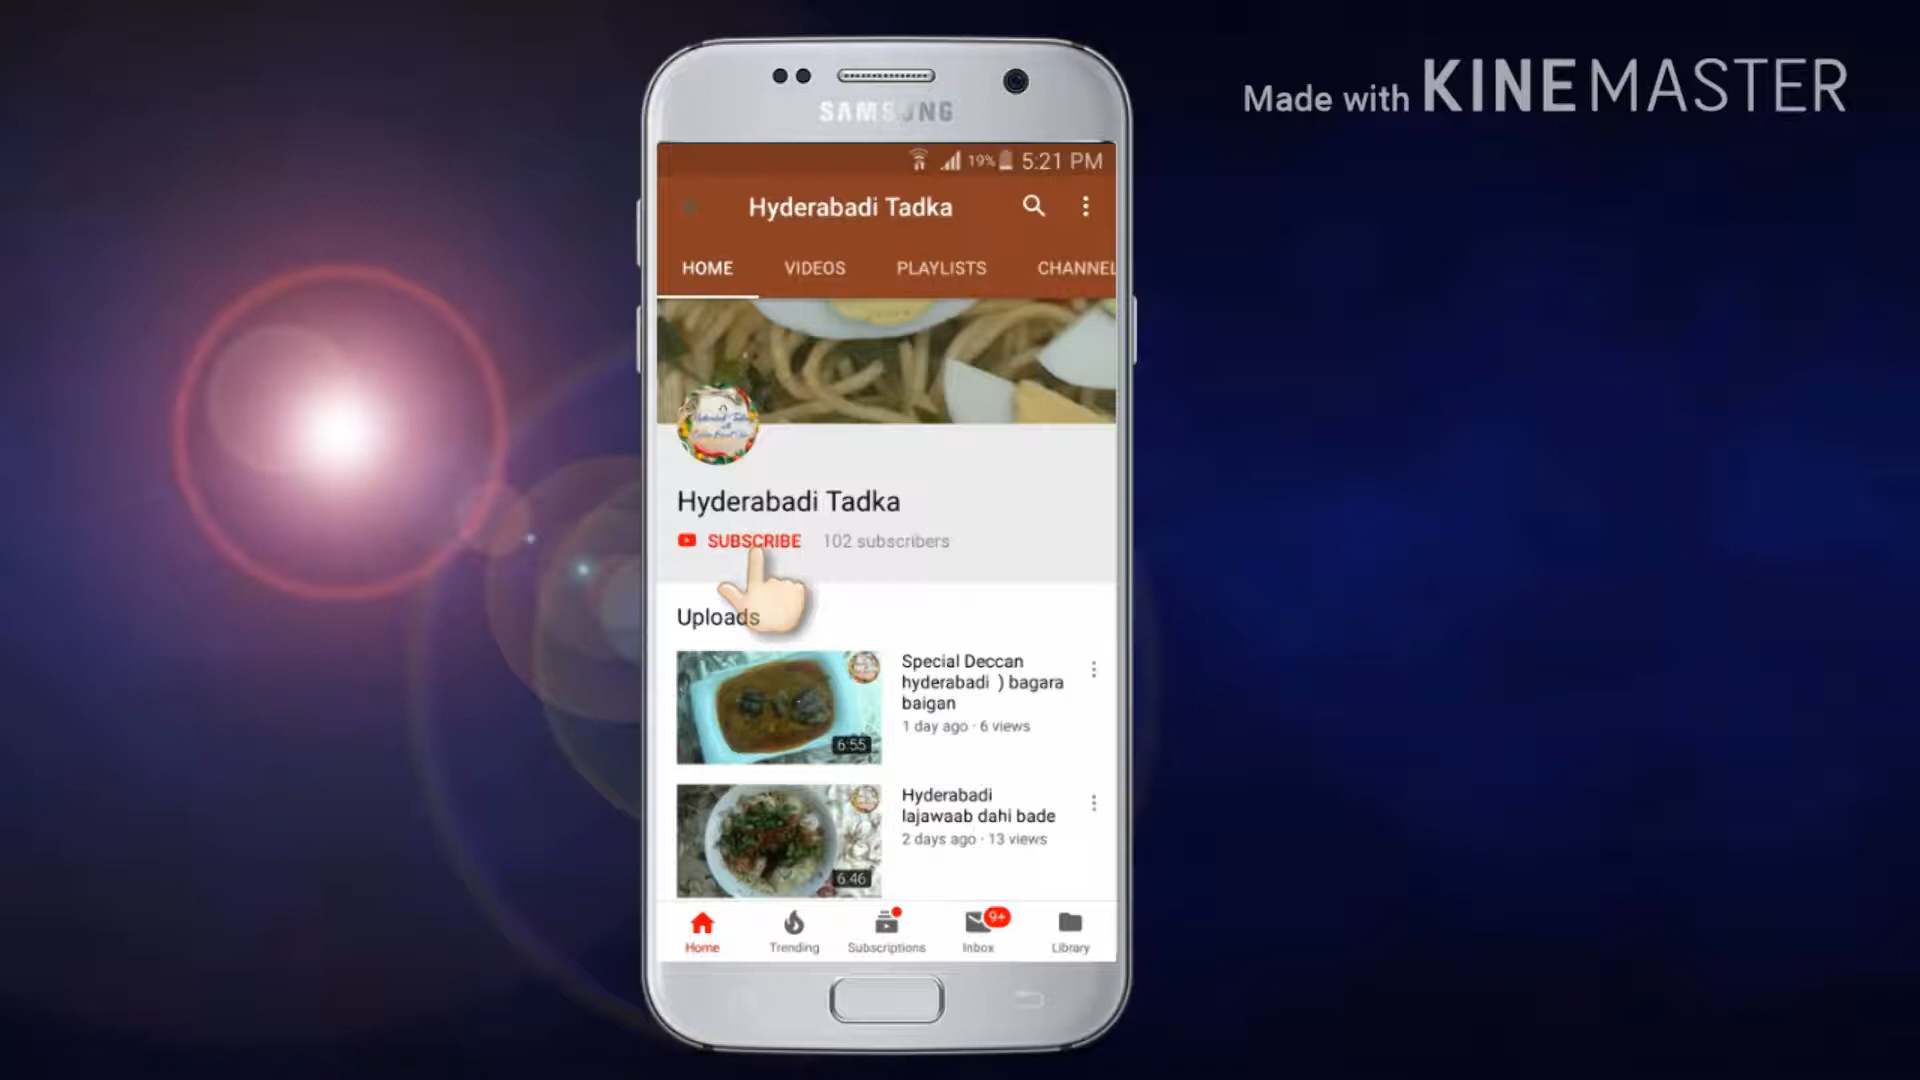 Made with KINEMASTER
SAMSUNG
19% 5:21 PM
Hyderabadi Tadka
HOME VIDEOS PLAYLISTS CHANNEL
Hyderabadi Tadka
SUBSCRIBE 102 subscribers
Uploads
Special Deccan
hyderabadi ) bagara
baigan
1 day ago · 6 views
6:55
Hyderabadi
lajawaab dahi bade
2 days ago · 13 views
6:46
Home Trending Subscriptions Inbox 9+ Library